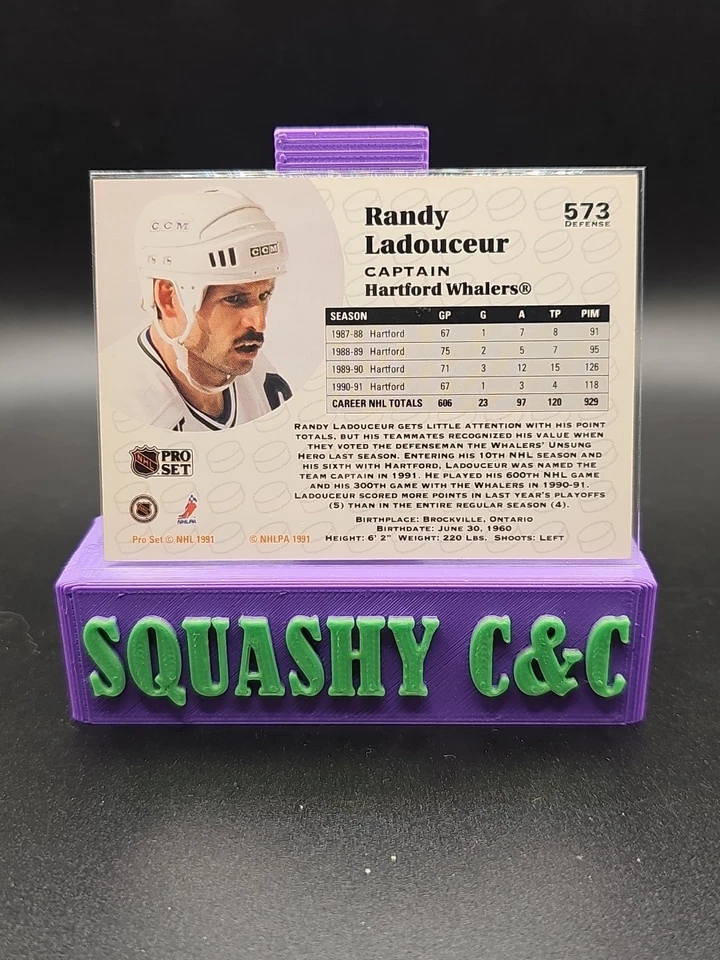 CCM
CCM
Randy
Ladouceur
573
DEFENSE
CAPTAIN
Hartford Whalers®
SEASON GP G A TP PIM
1987-88 Hartford 67 1 7 8 91
1988-89 Hartford 75 2 5 7 95
1989-90 Hartford 71 3 12 15 126
1990-91 Hartford 67 1 3 4 118
CAREER NHL TOTALS 606 23 97 120 929
RANDY LADOUCEUR GETS LITTLE ATTENTION WITH HIS POINT
TOTALS, BUT HIS TEAMMATES RECOGNIZED HIS VALUE WHEN
THEY VOTED THE DEFENSEMAN THE WHALERS' UNSUNG
HERO LAST SEASON. ENTERING HIS 10TH NHL SEASON AND
HIS SIXTH WITH HARTFORD, LADOUCEUR WAS NAMED THE
TEAM CAPTAIN IN 1991. HE PLAYED HIS 600TH NHL GAME
AND HIS 300TH GAME WITH THE WHALERS IN 1990-91.
LADOUCEUR SCORED MORE POINTS IN LAST YEAR'S PLAYOFFS
(5) THAN IN THE ENTIRE REGULAR SEASON (4).
BIRTHPLACE: BROCKVILLE, ONTARIO
BIRTHDATE: JUNE 30, 1960
HEIGHT: 6' 2" WEIGHT: 220 LBS. SHOOTS: LEFT
NHL
PRO
SET
NHLPA
Pro Set © NHL 1991
© NHLPA 1991
SQUASHY C&C